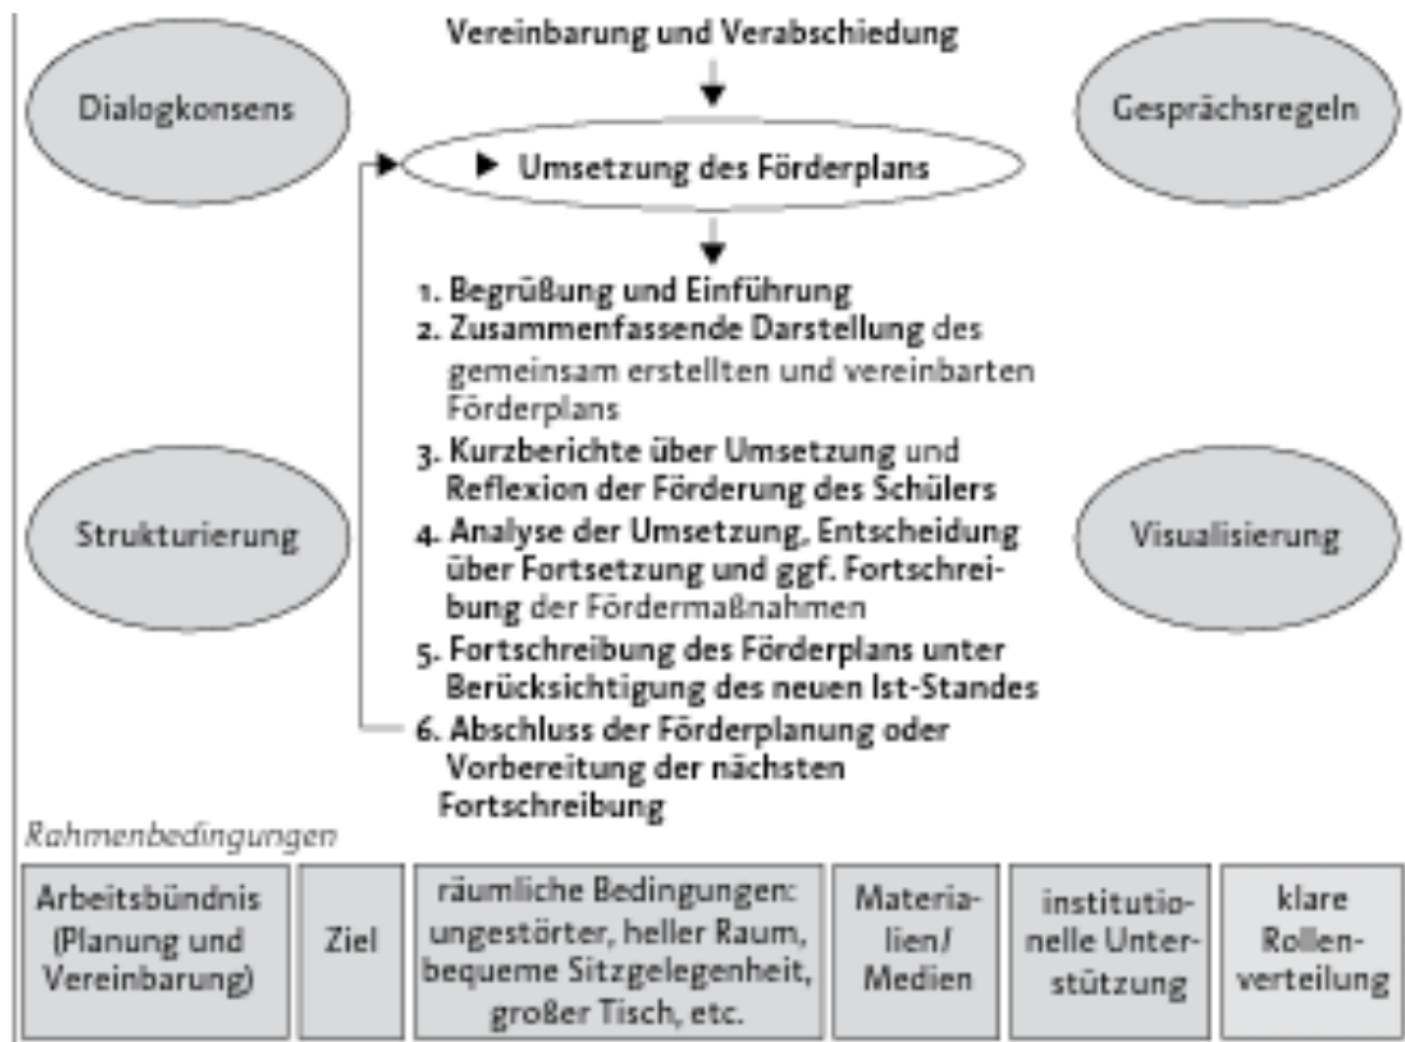 Vereinbarung und Verabschiedung
Dialogkonsens
Gesprächsregeln
Umsetzung des Förderplans
1. Begrüßung und Einführung
2. Zusammenfassende Darstellung des
gemeinsam erstellten und vereinbarten
Förderplans
3. Kurzberichte über Umsetzung und
Reflexion der Förderung des Schülers
Strukturierung
Visualisierung
4. Analyse der Umsetzung, Entscheidung
über Fortsetzung und ggf. Fortschrei-
bung der Fördermaßnahmen
5. Fortschreibung des Förderplans unter
Berücksichtigung des neuen Ist-Standes
6. Abschluss der Förderplanung oder
Vorbereitung der nächsten
Fortschreibung
Rahmenbedingungen
Arbeitsbündnis
(Planung und
Vereinbarung)
Ziel
räumliche Bedingungen:
ungestörter, heller Raum,
bequeme Sitzgelegenheit,
großer Tisch, etc.
Materia-
lien/
Medien
institutio-
nelle Unter-
stützung
klare
Rollen-
verteilung